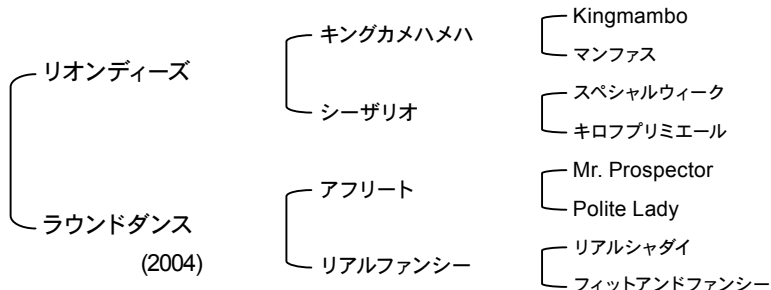 リオンディーズ
ラウンドダンス
(2004)
キングカメハメハ
シーザリオ
アフリート
リアルファンシー
Kingmambo
マンファス
スペシャルウィーク
キロフプリミエール
Mr. Prospector
Polite Lady
リアルシャダイ
フィットアンドファンシー